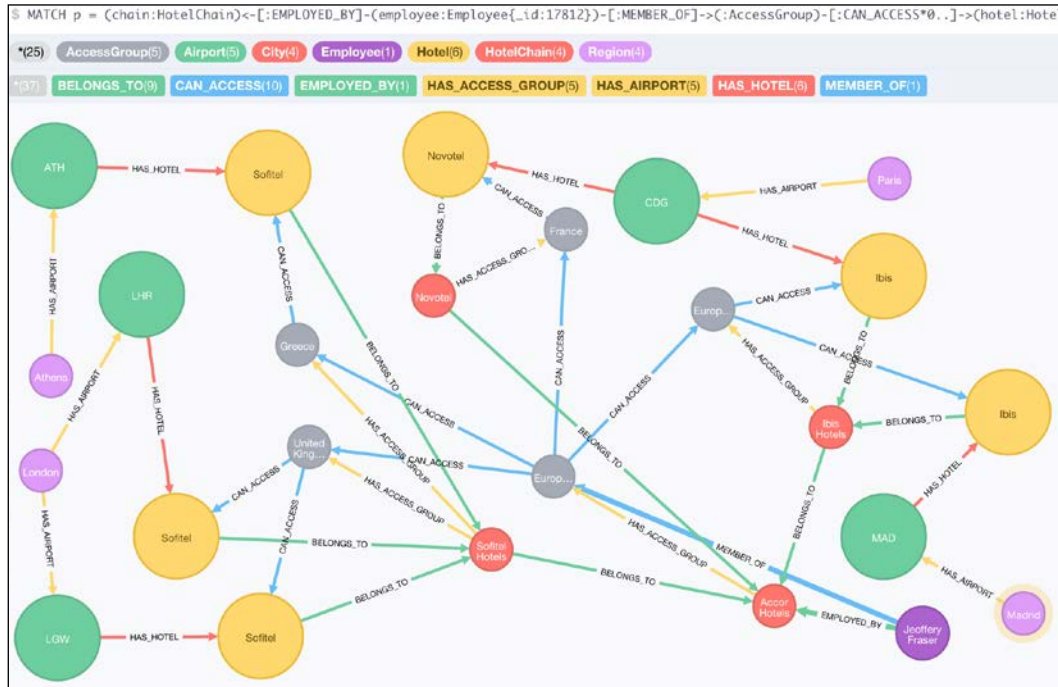 $ MATCH p = (chain:HotelChain)<-[:EMPLOYED_BY]-(employee:Employee{_id:17812})-[:MEMBER_OF]->(:AccessGroup)-[:CAN_ACCESS*0..]->(hotel:Hote
*(25) AccessGroup(5) Airport(5) City(4) Employee(1) Hotel(6) HotelChain(4) Region(4)
*(37) BELONGS_TO(9) CAN_ACCESS(10) EMPLOYED_BY(1) HAS_ACCESS_GROUP(5) HAS_AIRPORT(5) HAS_HOTEL(6) MEMBER_OF(1)
ATH
HAS_HOTEL
Sofitel
Novotel
HAS_HOTEL
CDG
HAS_AIRPORT
Paris
CAN_ACCESS
France
BELONGS_TO
HAS_ACCESS_GRO...
Novotel
HAS_HOTEL
Ibis
HAS_AIRPORT
LHR
CAN_ACCESS
Greece
BELONGS_TO
CAN_ACCESS
Europ...
CAN_ACCESS
CAN_ACCESS
BELONGS_TO
HAS_ACCESS_GROUP
Athens
HAS_AIRPORT
HAS_HOTEL
CAN_ACCESS
HAS_ACCESS_GROUP
CAN_ACCESS
BELONGS_TO
Ibis
Hotels
BELONGS_TO
Ibis
London
United
King...
CAN_ACCESS
Europ...
CAN_ACCESS
HAS_ACCESS_GROUP
CAN_ACCESS
HAS_HOTEL
BELONGS_TO
HAS_AIRPORT
Sofitel
BELONGS_TO
Sofitel
Hotels
HAS_ACCESS_GROUP
MEMBER_OF
MAD
BELONGS_TO
BELONGS_TO
HAS_AIRPORT
LGW
HAS_HOTEL
Sofitel
Accor
Hotels
EMPLOYED_BY
Jeoffery
Fraser
Madrid